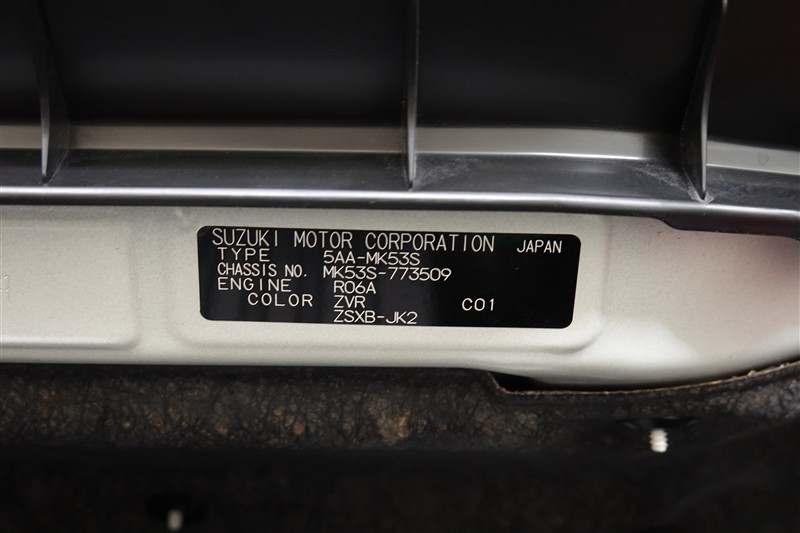 SUZUKI MOTOR CORPORATION JAPAN
TYPE 5AA-MK53S
CHASSIS NO. MK53S-773509
ENGINE R06A
COLOR ZVR C01
ZSXB-JK2